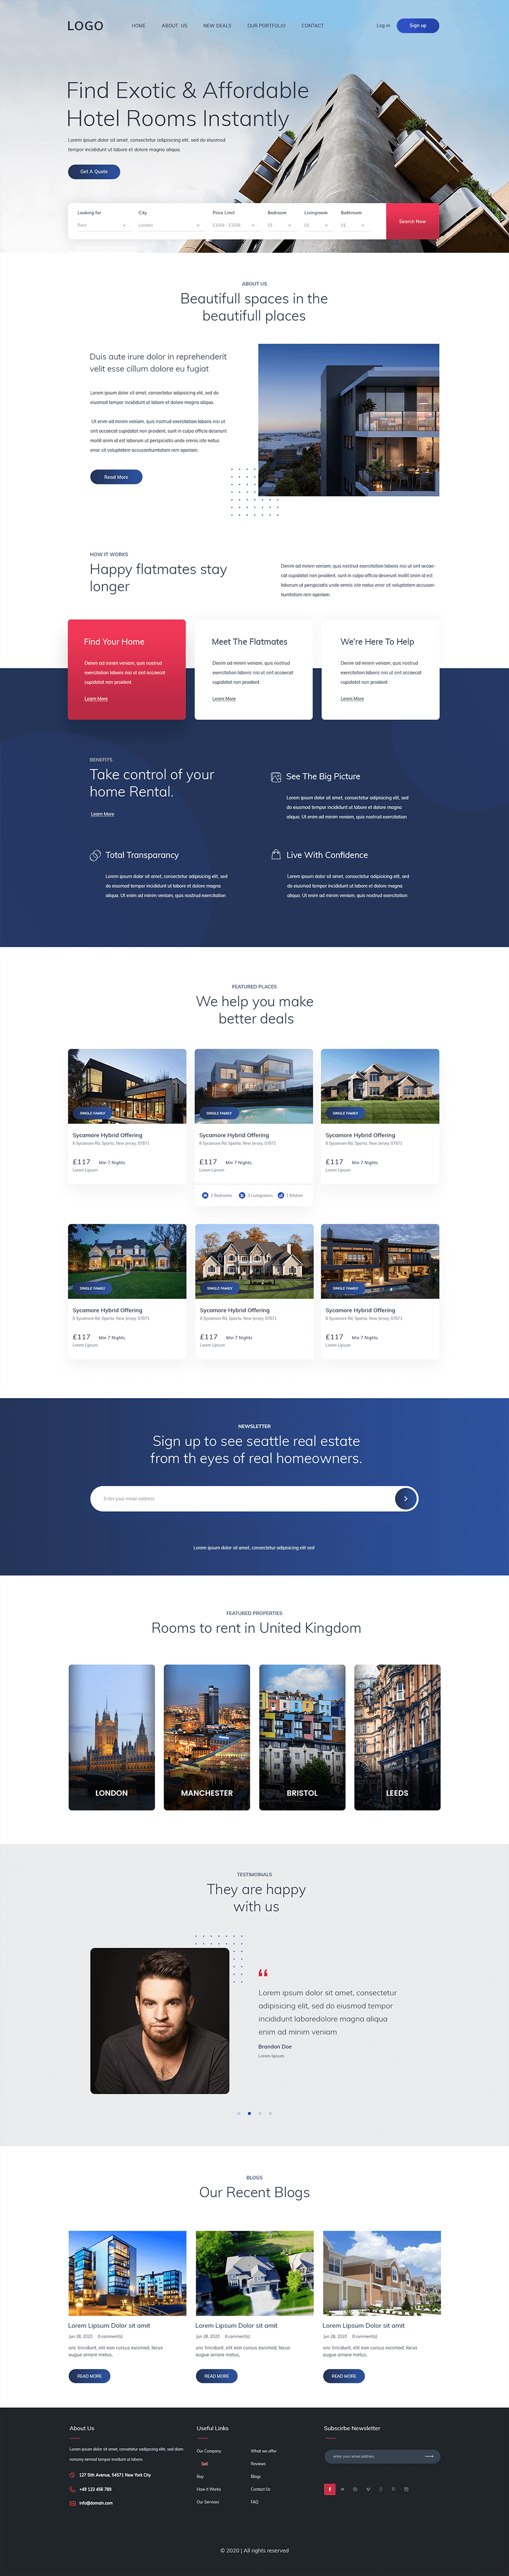 LOGO
HOME ABOUT US NEW DEALS OUR PORTFOLIO CONTACT
Log in Sign up
Find Exotic & Affordable
Hotel Rooms Instantly
Lorem ipsum dolor sit amet, consectetur adipisicing elit, sed do eiusmod
tempor incididunt ut labore et dolore magna aliqua
Get A Quote
Looking for City Price Limit Bedroom Livingroom Bathroom
Rent London
Search Now
ABOUT US
Beautifull spaces in the
beautifull places
Duis aute irure dolor in reprehenderit
velit esse cillum dolore eu fugiat
Lorem ipsum dolor sit amet, consectetur adipisicing elit, sed do
eiusmod tempor incididunt ut labore et dolore magna aliqua.
Ut enim ad minim veniam, quis nostrud exercitation laboris nisi ut
sint occaecat cupidatat non proident, sunt in culpa officia deserunt
mollit anim id est laborum ut perspiciatis unde omnis iste natus
error sit voluptatem accusantiumtatam rem aperiam
Read More
HOW IT WORKS
Happy flatmates stay
longer
Denim ad minim veniam, quis nostrud exercitation laboris nisi ut sint occae-
cat cupidatat non proident, sunt in culpa officia deserunt mollit anim id est
laborum ut perspiciatis unde omnis iste natus error sit voluptatem accusan-
tiumtatam rem aperiam
Find Your Home
Denim ad minim veniam, quis nostrud
exercitation laboris nisi ut sint occaecat
cupidatat non proident
Learn More
Meet The Flatmates
Denim ad minim veniam, quis nostrud
exercitation laboris nisi ut sint occaecat
cupidatat non proident
Learn More
We're Here To Help
Denim ad minim veniam, quis nostrud
exercitation laboris nisi ut sint occaecat
cupidatat non proident
Learn More
BENEFITS
Take control of your
home Rental.
Learn More
See The Big Picture
Lorem ipsum dolor sit amet, consectetur adipisicing elit, sed
do eiusmod tempor incididunt ut labore et dolore magna
aliqua. Ut enim ad minim veniam, quis nostrud exercitation
Total Transparancy
Lorem ipsum dolor sit amet, consectetur adipisicing elit, sed
do eiusmod tempor incididunt ut labore et dolore magna
aliqua. Ut enim ad minim veniam, quis nostrud exercitation
Live With Confidence
Lorem ipsum dolor sit amet, consectetur adipisicing elit, sed
do eiusmod tempor incididunt ut labore et dolore magna
aliqua. Ut enim ad minim veniam, quis nostrud exercitation
FEATURED PLACES
We help you make
better deals
SINGLE FAMILY
Sycamore Hybrid Offering
8 Sycamore Rd, Sparta, New Jersey, 07871
£117 Min 7 Nights
Lorem Lipsum
SINGLE FAMILY
Sycamore Hybrid Offering
8 Sycamore Rd, Sparta, New Jersey, 07871
£117 Min 7 Nights
Lorem Lipsum
2 Bedrooms 3 Livingrooms 1 Kitchen
SINGLE FAMILY
Sycamore Hybrid Offering
8 Sycamore Rd, Sparta, New Jersey, 07871
£117 Min 7 Nights
Lorem Lipsum
SINGLE FAMILY
Sycamore Hybrid Offering
8 Sycamore Rd, Sparta, New Jersey, 07871
£117 Min 7 Nights
Lorem Lipsum
SINGLE FAMILY
Sycamore Hybrid Offering
8 Sycamore Rd, Sparta, New Jersey, 07871
£117 Min 7 Nights
Lorem Lipsum
SINGLE FAMILY
Sycamore Hybrid Offering
8 Sycamore Rd, Sparta, New Jersey, 07871
£117 Min 7 Nights
Lorem Lipsum
NEWSLETTER
Sign up to see seattle real estate
from th eyes of real homeowners.
Enter your email address
Lorem ipsum dolor sit amet, consectetur adipisicing elit sed
FEATURED PROPERTIES
Rooms to rent in United Kingdom
LONDON
MANCHESTER
BRISTOL
LEEDS
TESTIMOINALS
They are happy
with us
“
Lorem ipsum dolor sit amet, consectetur
adipisicing elit, sed do eiusmod tempor
incididunt laboredolore magna aliqua
enim ad minim veniam
Brandon Doe
Lorem lipsum
BLOGS
Our Recent Blogs
Lorem Lipsum Dolor sit amit
Jun 28, 2020 0 comment(s)
unc tincidunt, elit non cursus euismod, lacus
augue ornare metus,
READ MORE
Lorem Lipsum Dolor sit amit
Jun 28, 2020 0 comment(s)
unc tincidunt, elit non cursus euismod, lacus
augue ornare metus,
READ MORE
Lorem Lipsum Dolor sit amit
Jun 28, 2020 0 comment(s)
unc tincidunt, elit non cursus euismod, lacus
augue ornare metus,
READ MORE
About Us
Lorem ipsum dolor sit amet, consetetur sadipscing elitr, sed diam
nonumy eirmod tempor invidunt ut labore.
127 5th Avenue, 54571 New York City
+49 123 456 789
info@domain.com
Useful Links
Our Company
Sell
Buy
How it Works
Our Services
What we offer
Reviews
Blogs
Contact Us
FAQ
Subscirbe Newsletter
enter your email address
© 2020 | All rights reserved